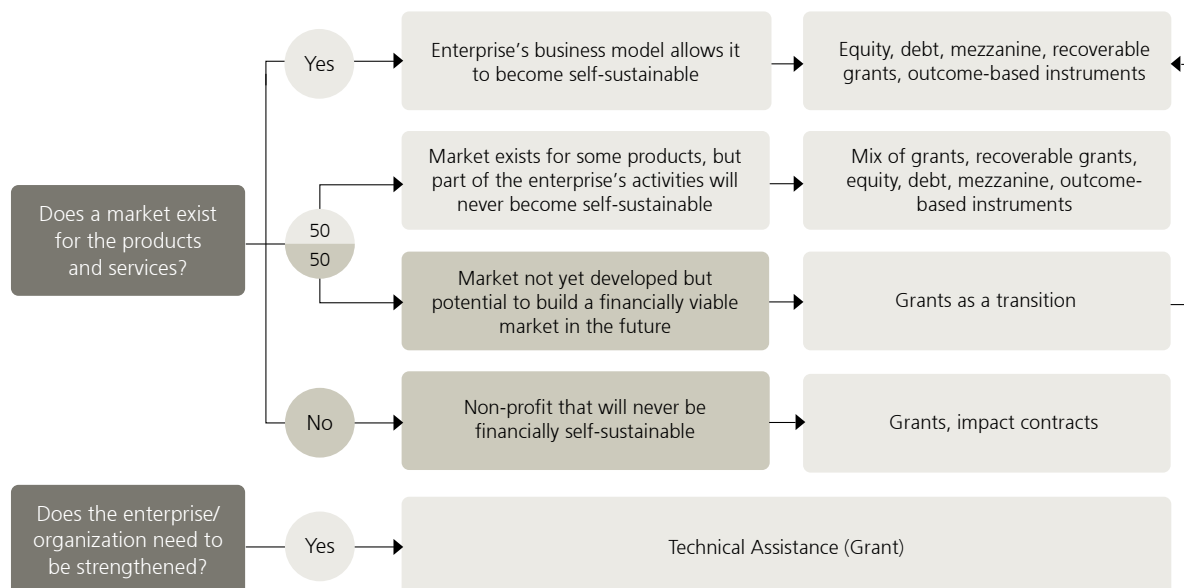 Does a market exist
for the products
and services?
Yes
Enterprise's business model allows it
to become self-sustainable
Equity, debt, mezzanine, recoverable
grants, outcome-based instruments
50
50
Market exists for some products, but
part of the enterprise's activities will
never become self-sustainable
Mix of grants, recoverable grants,
equity, debt, mezzanine, outcome-
based instruments
Market not yet developed but
potential to build a financially viable
market in the future
Grants as a transition
No
Non-profit that will never be
financially self-sustainable
Grants, impact contracts
Does the enterprise/
organization need to
be strengthened?
Yes
Technical Assistance (Grant)